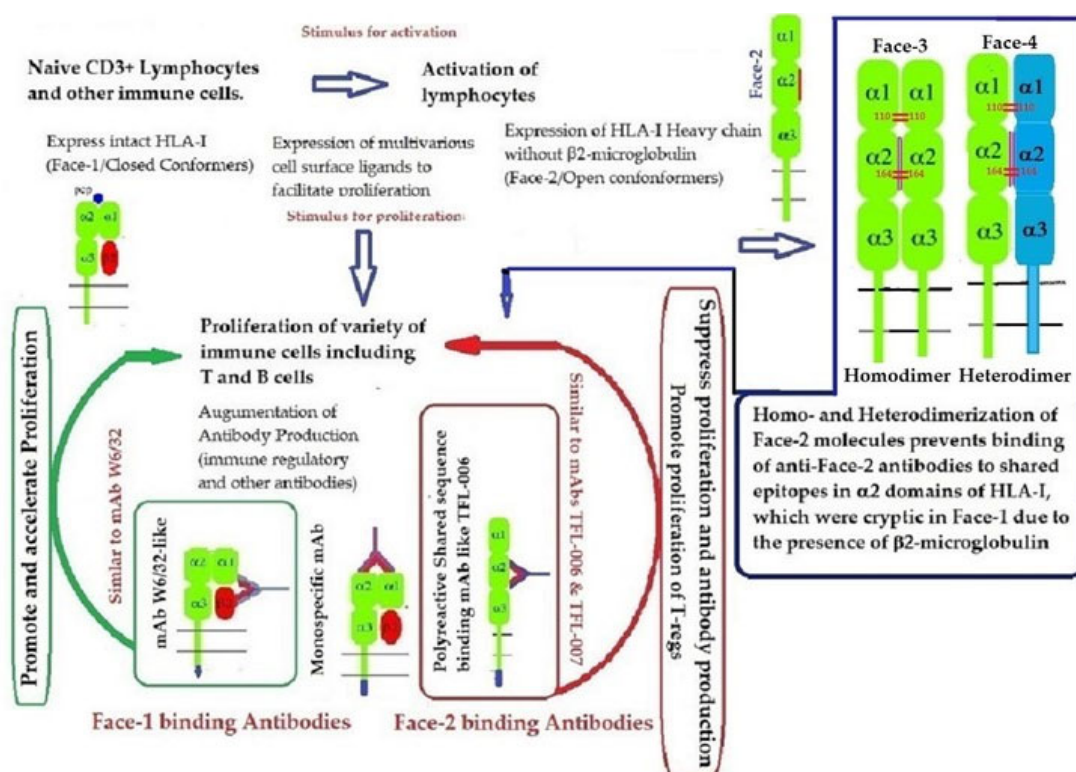 Stimulus for activation
Naive CD3+ Lymphocytes
and other immune cells.
Activation of
lymphocytes
Express intact HLA-I
(Face-1/Closed Conformers)
Expression of multivarious
cell surface ligands to
facilitate proliferation
Stimulus for proliferation:
Expression of HLA-I Heavy chain
without β2-microglobulin
(Face-2/Open confonformers)
pep
α2 α1
α3
Face-2
α1
α2
α3
Face-3
Face-4
α1 α1
α1 α1
110 110
110 110
α2 α2
α2 α2
164 164
164 164
α3 α3
α3 α3
Homodimer
Heterodimer
Homo- and Heterodimerization of
Face-2 molecules prevents binding
of anti-Face-2 antibodies to shared
epitopes in α2 domains of HLA-I,
which were cryptic in Face-1 due to
the presence of β2-microglobulin
Promote and accelerate Proliferation
Similar to mAb W6/32
Proliferation of variety of
immune cells including
T and B cells
Augumentation of
Antibody Production
(immune regulatory
and other antibodies)
mAb W6/32-like
α2 α1
α3
Monospecific mAb
α2 α1
α3
Polyreactive Shared sequence
binding mAb like TFL-006
α1
α2
α3
Similar to mAbs TFL-006 & TFL-007
Suppress proliferation and antibody production
Promote proliferation of T-regs
Face-1 binding Antibodies
Face-2 binding Antibodies